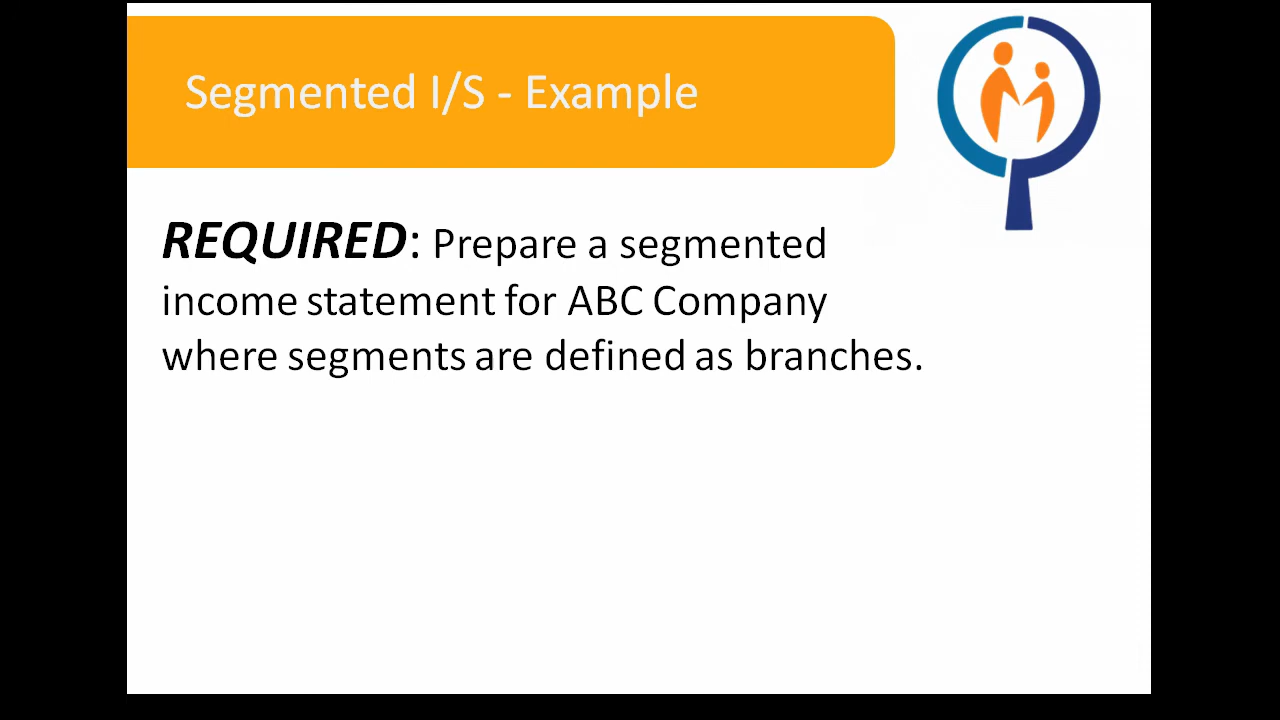 Segmented I/S - Example
REQUIRED: Prepare a segmented
income statement for ABC Company
where segments are defined as branches.